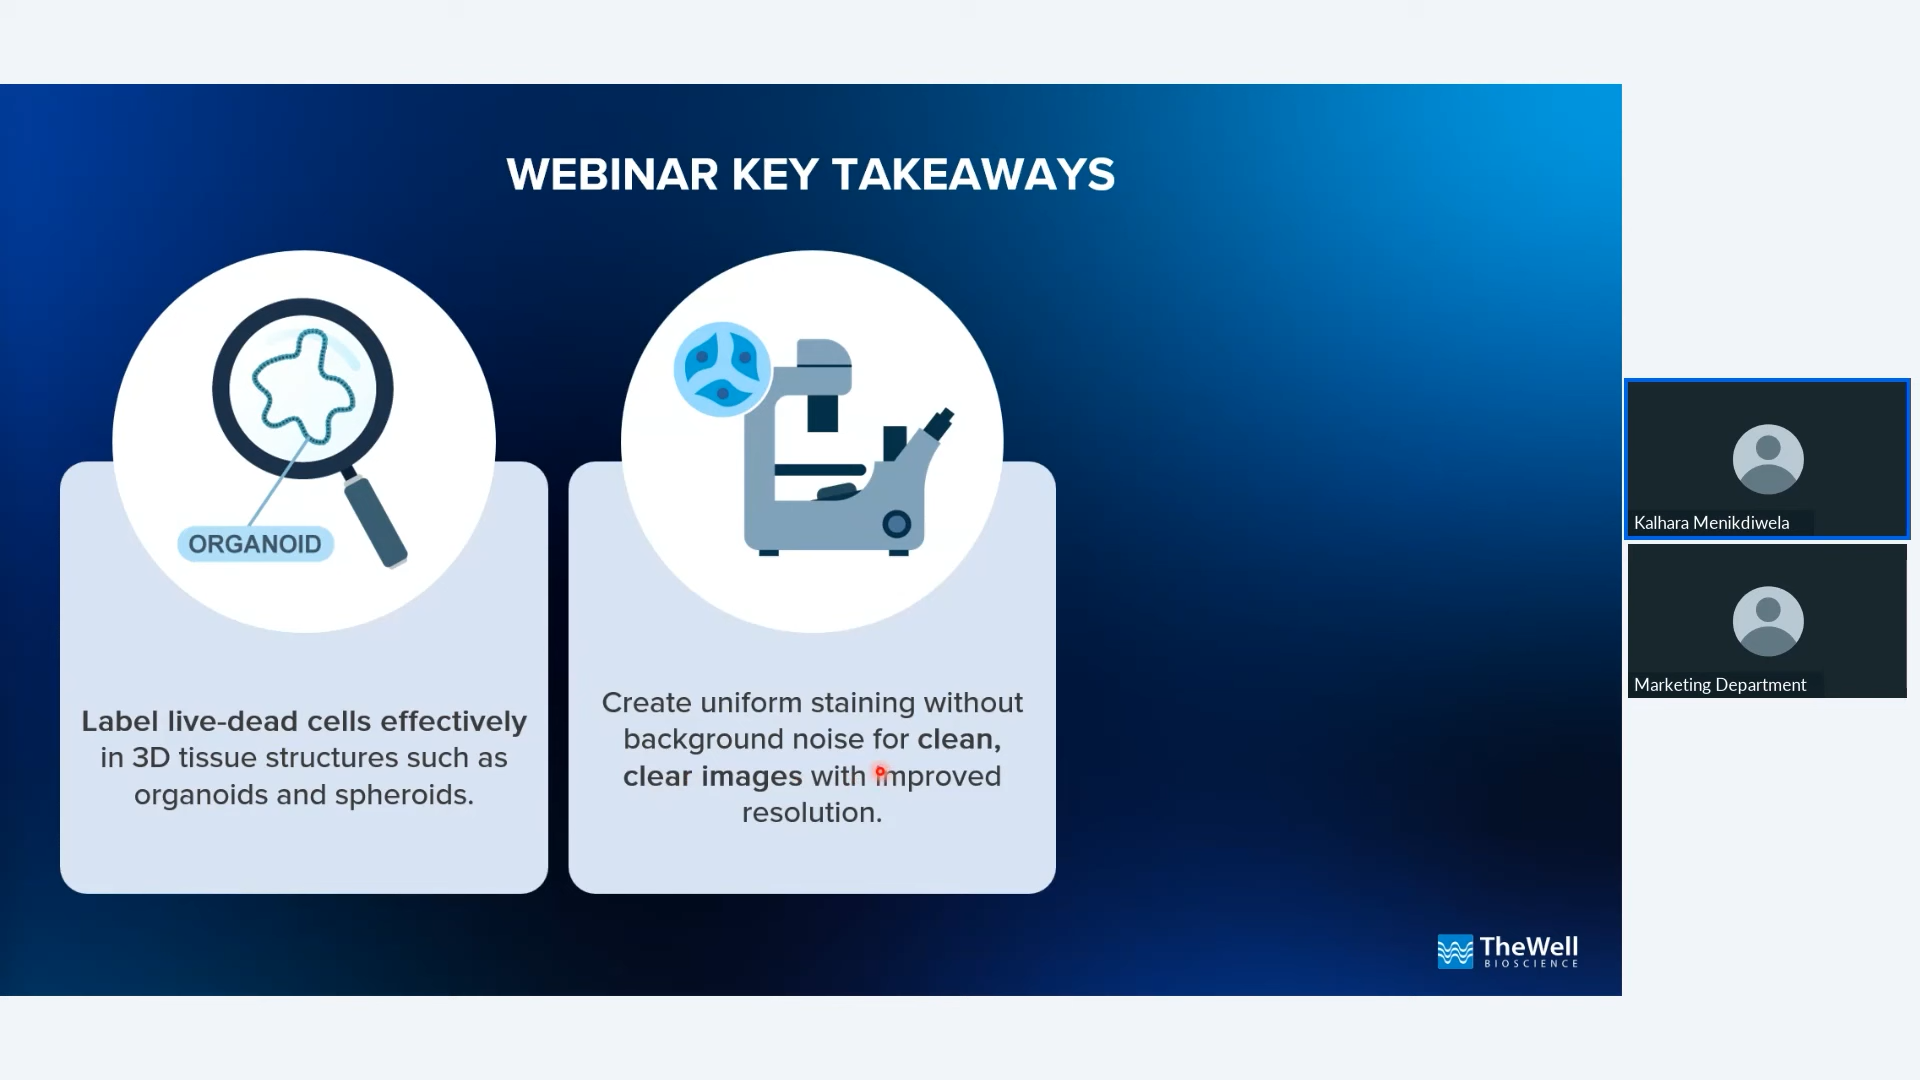 WEBINAR KEY TAKEAWAYS
ORGANOID
Label live-dead cells effectively
in 3D tissue structures such as
organoids and spheroids.
Create uniform staining without
background noise for clean,
clear images with improved
resolution.
TheWell
BIOSCIENCE
Kalhara Menikdiwela
Marketing Department